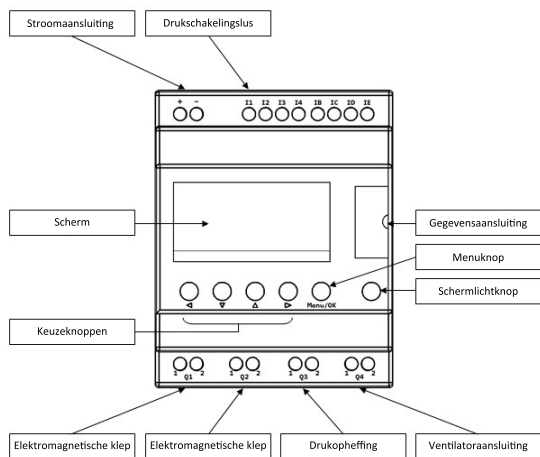 Stroomaansluiting
Drukschakelingslus
+ -
I1 I2 I3 I4 IB IC ID IE
Scherm
Gegevensaansluiting
Menuknop
Schermlichtknop
Menu/OK
Keuzeknoppen
1 Q1 2 1 Q2 2 1 Q3 2 1 Q4 2
Elektromagnetische klep
Elektromagnetische klep
Drukopheffing
Ventilatoraansluiting